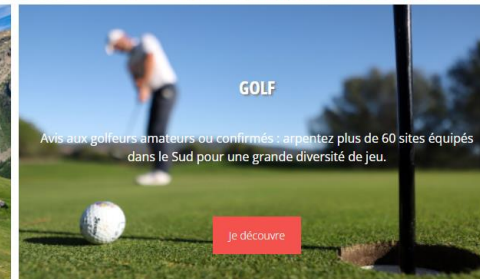 GOLF
Avis aux golfeurs amateurs ou confirmés : arpentez plus de 60 sites équipés
dans le Sud pour une grande diversité de jeu.
Je découvre